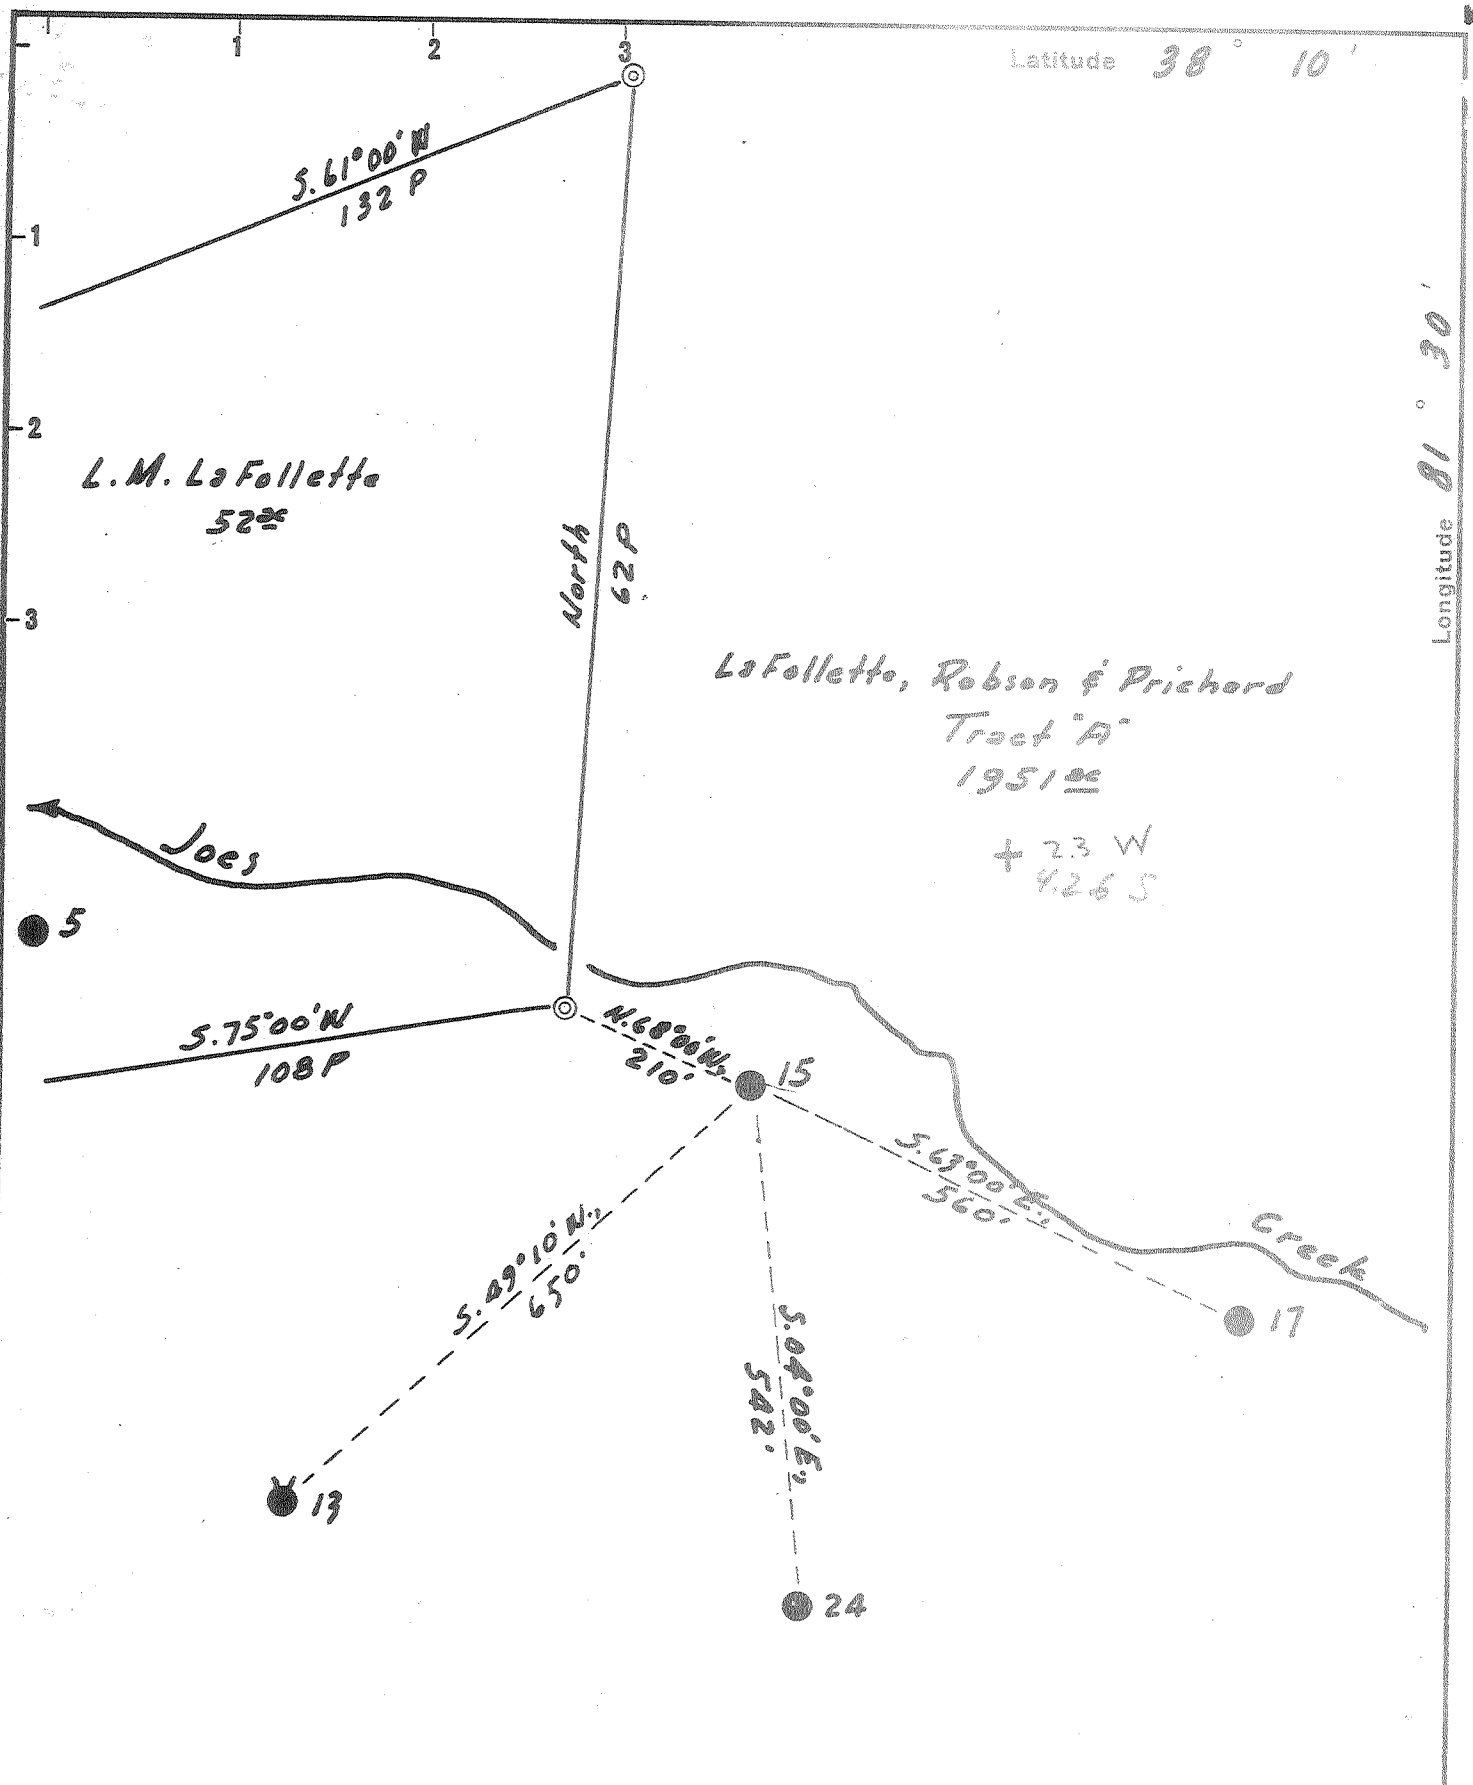 1 2 3
Latitude 38° 10'
S.61°00'W
132 P
1
Longitude 81° 30'
2
L.M. LaFollette
52 ac
North
62 P.
3
LaFollette, Robson & Prichard
Tract "A"
1951 ac
+ 2.3 W
4.26 S
Joes
5
S.75°00'W
108 P
N.68°00'W,
210'
15
S.63°00'E.,
560'
Creek
17
S.49°10'W.,
650'
S.04°00'E,
542'
13
24